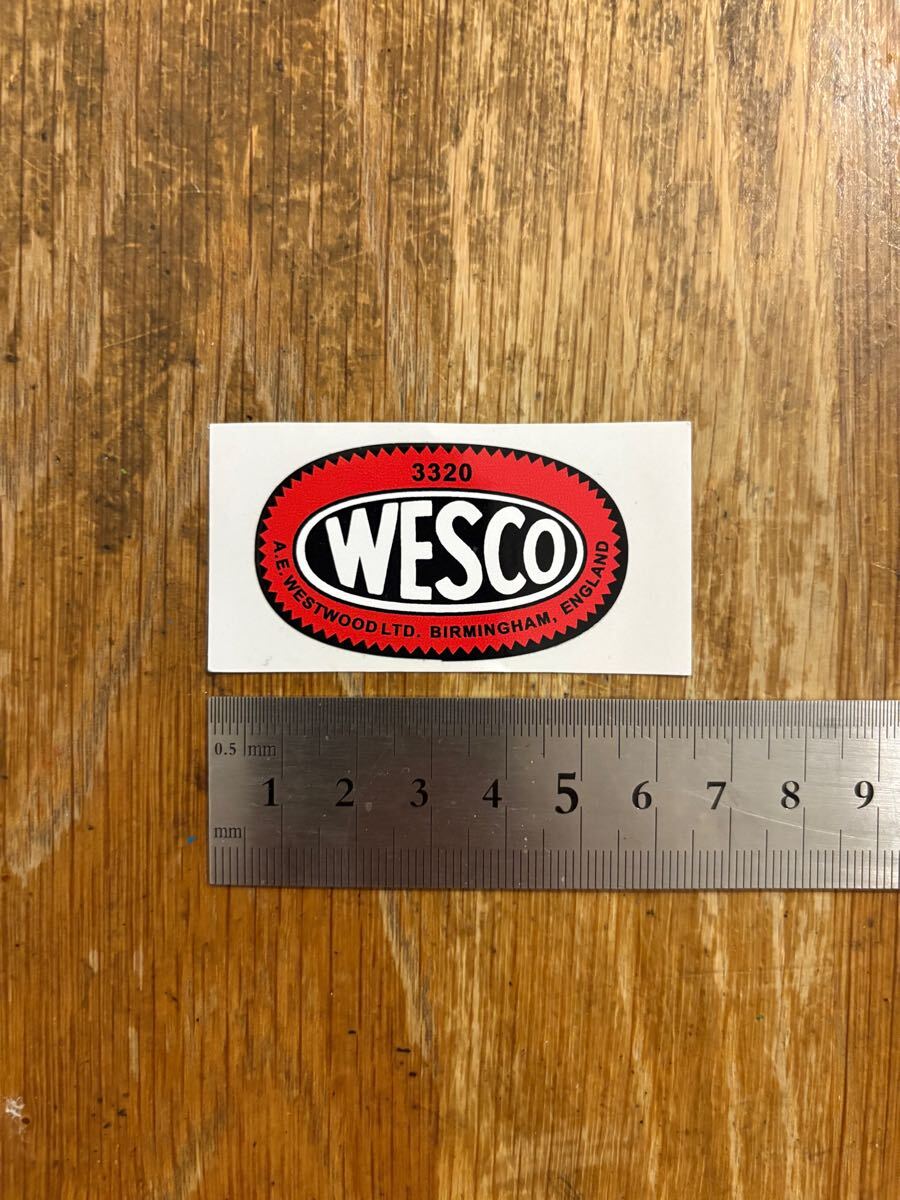 3320
WESCO
A.E. WESTWOOD LTD. BIRMINGHAM, ENGLAND
0.5 mm
1 2 3 4 5 6 7 8 9
mm